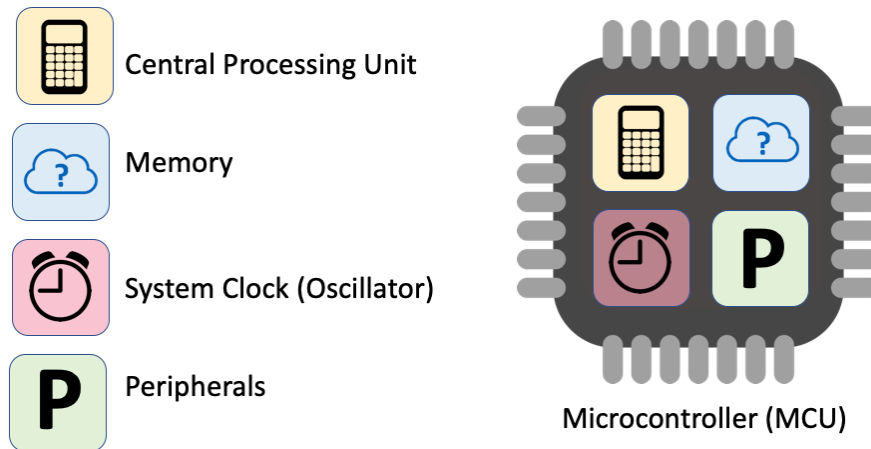 Central Processing Unit
?
Memory
System Clock (Oscillator)
P
Peripherals
?
P
Microcontroller (MCU)